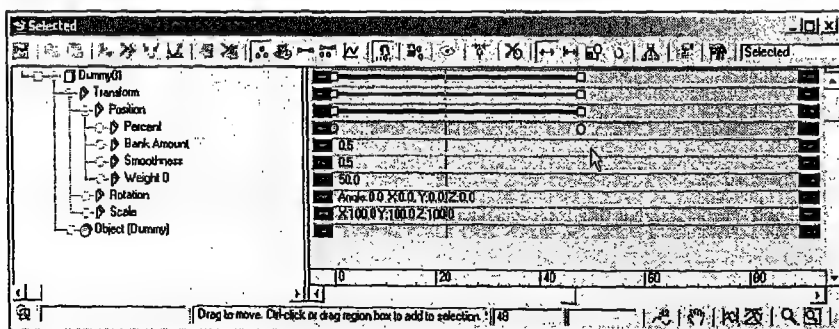 Selected
Selected
Dummy01
Transform
Position
Percent
Bank Amount
Smoothness
Weight 0
Rotation
Scale
Object (Dummy)
0.5
0.5
50.0
Angle:0.0 X:0.0, Y:0.0, Z:0.0
X:100.0 Y:100.0 Z:100.0
0 20 40 60 80
Drag to move. Ctrl-click or drag region box to add to selection. 48